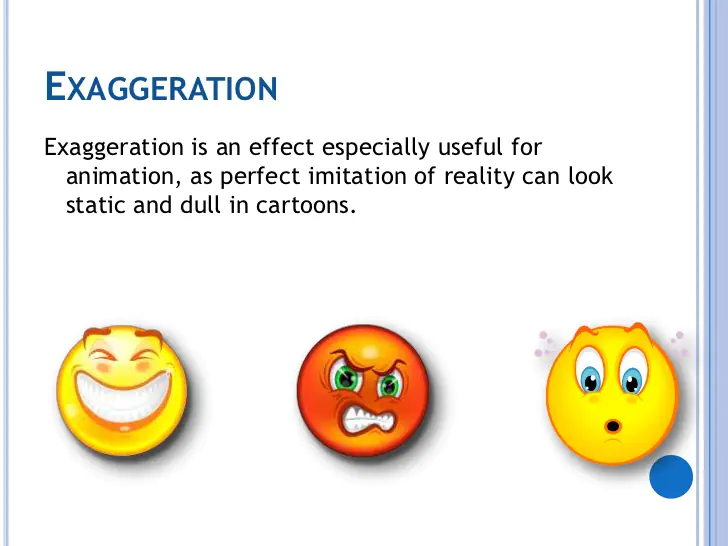 EXAGGERATION
Exaggeration is an effect especially useful for
animation, as perfect imitation of reality can look
static and dull in cartoons.